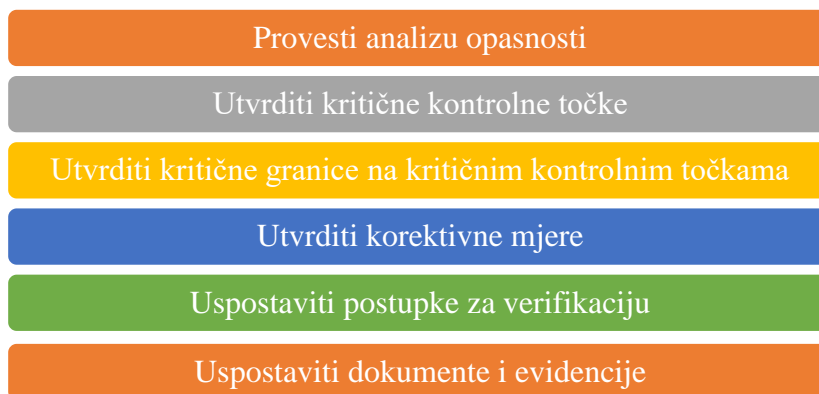 Provesti analizu opasnosti
Utvrditi kritične kontrolne točke
Utvrditi kritične granice na kritičnim kontrolnim točkama
Utvrditi korektivne mjere
Uspostaviti postupke za verifikaciju
Uspostaviti dokumente i evidencije